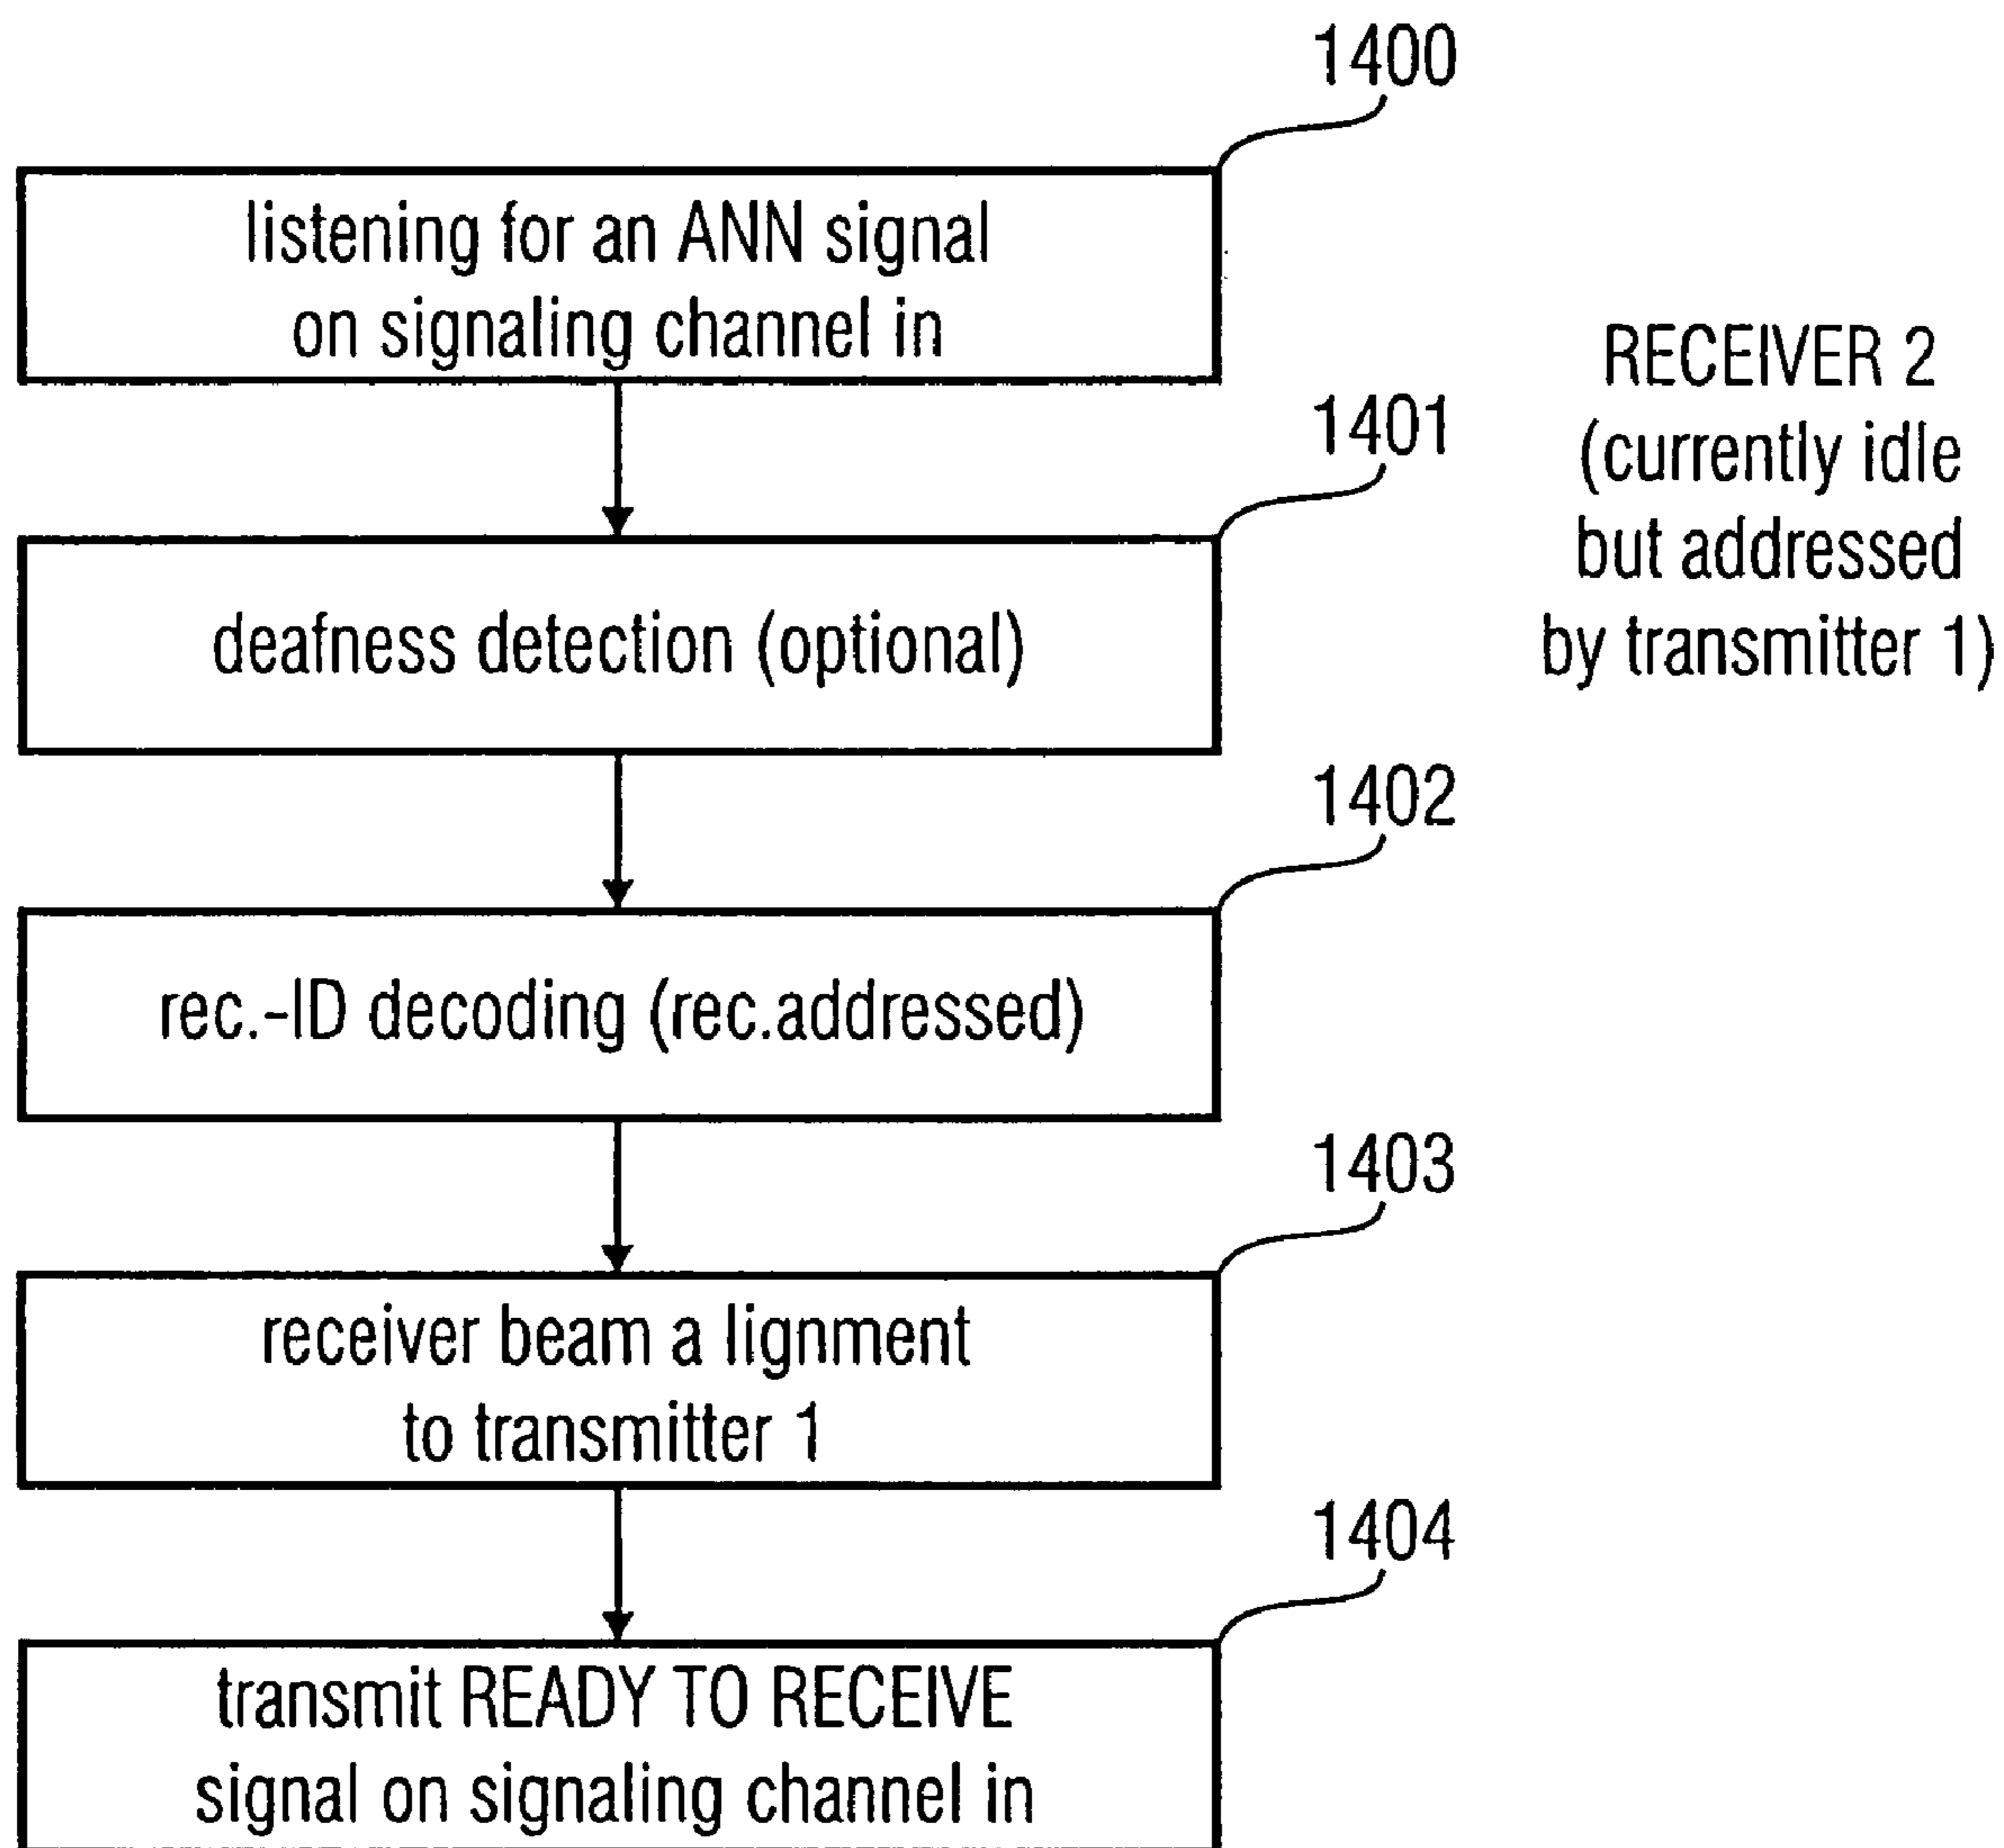 1400
listening for an ANN signal
on signaling channel in
RECEIVER 2
(currently idle
but addressed
by transmitter 1)
1401
deafness detection (optional)
1402
rec.-ID decoding (rec.addressed)
1403
receiver beam a lignment
to transmitter 1
1404
transmit READY TO RECEIVE
signal on signaling channel in